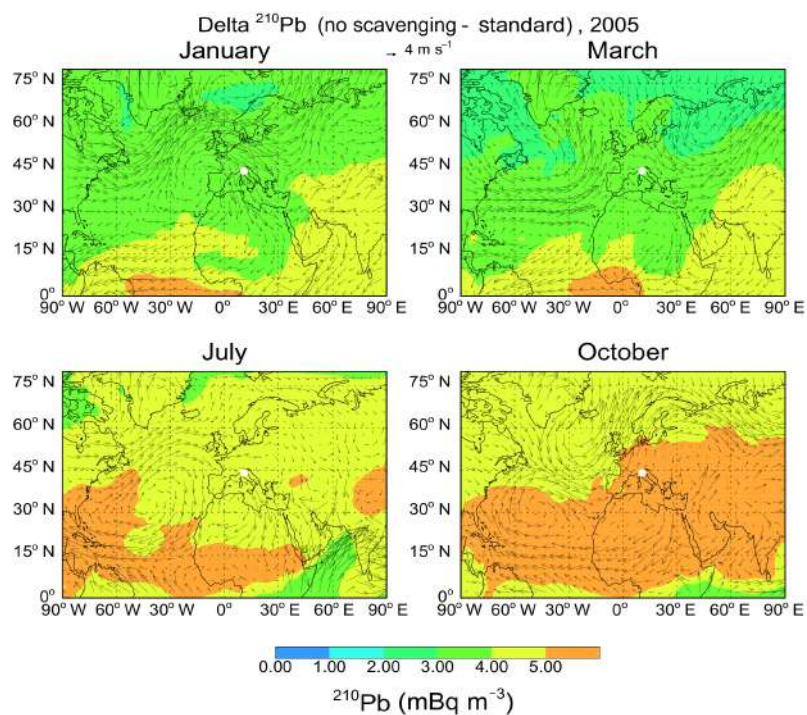 Delta ²¹⁰Pb (no scavenging - standard) , 2005
January
→ 4 m s⁻¹
March
75° N
60° N
45° N
30° N
15° N
0°
90° W 60° W 30° W 0° 30° E 60° E 90° E
75° N
60° N
45° N
30° N
15° N
0°
90° W 60° W 30° W 0° 30° E 60° E 90° E
July
October
75° N
60° N
45° N
30° N
15° N
0°
90° W 60° W 30° W 0° 30° E 60° E 90° E
75° N
60° N
45° N
30° N
15° N
0°
90° W 60° W 30° W 0° 30° E 60° E 90° E
0.00 1.00 2.00 3.00 4.00 5.00
²¹⁰Pb (mBq m⁻³)